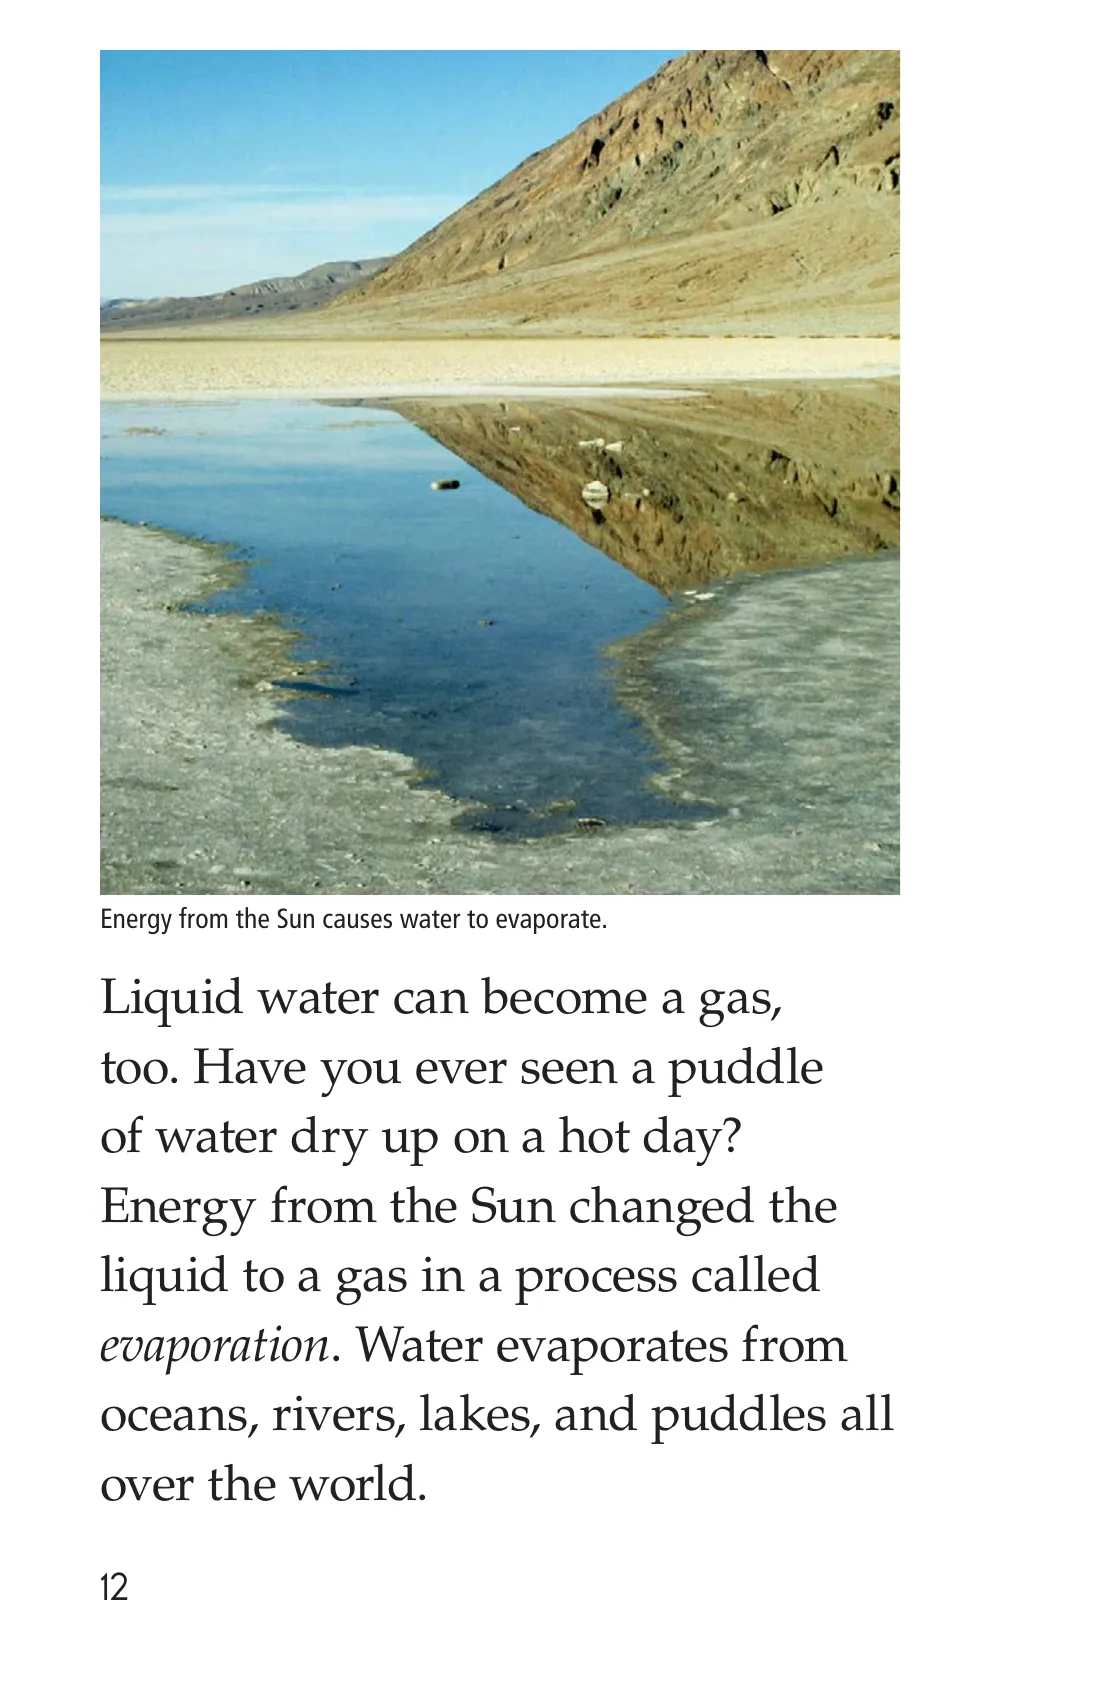 Energy from the Sun causes water to evaporate.
Liquid water can become a gas,
too. Have you ever seen a puddle
of water dry up on a hot day?
Energy from the Sun changed the
liquid to a gas in a process called
evaporation. Water evaporates from
oceans, rivers, lakes, and puddles all
over the world.
12